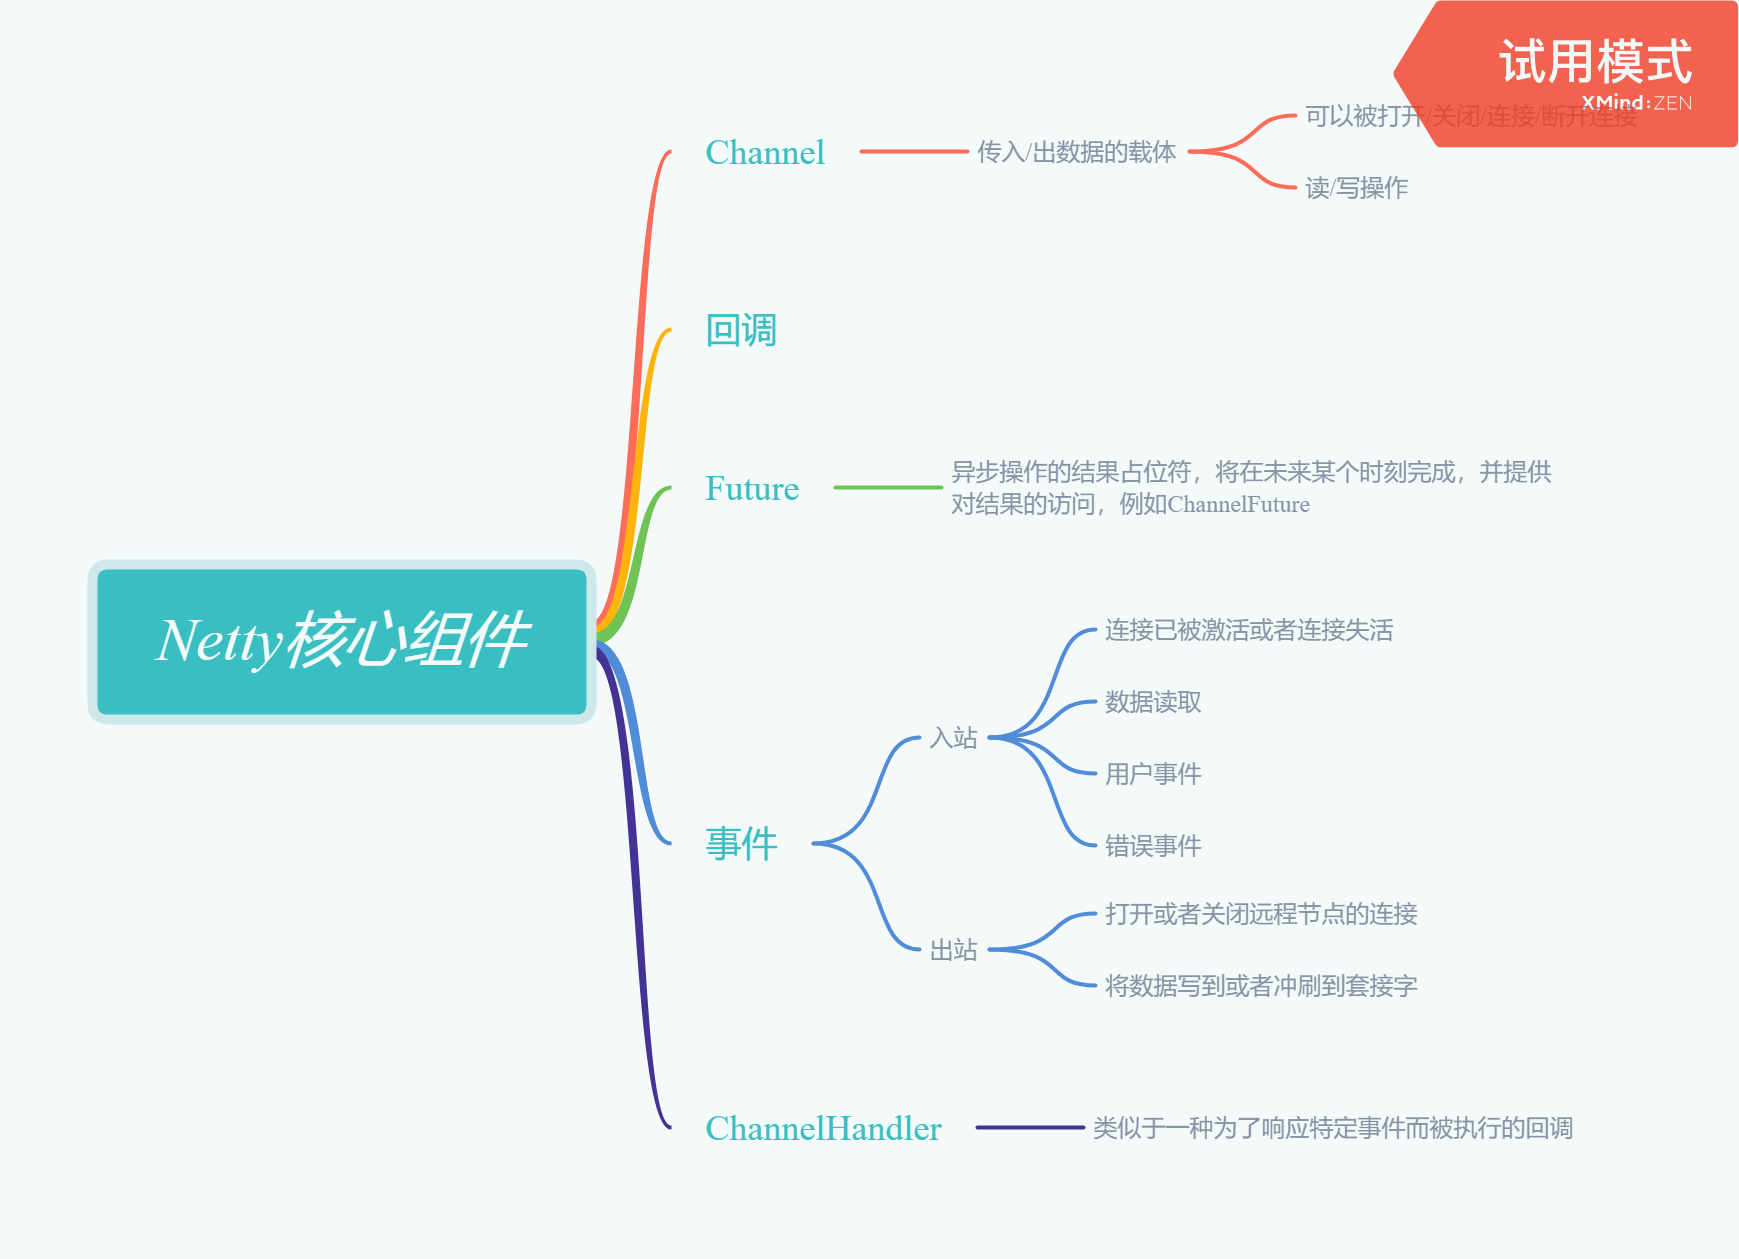 试用模式
XMind:ZEN
可以被打开/关闭/连接/断开连接
Channel
传入/出数据的载体
读/写操作
回调
Future
异步操作的结果占位符，将在未来某个时刻完成，并提供
对结果的访问，例如ChannelFuture
Netty核心组件
事件
入站
连接已被激活或者连接失活
数据读取
用户事件
错误事件
出站
打开或者关闭远程节点的连接
将数据写到或者冲刷到套接字
ChannelHandler
类似于一种为了响应特定事件而被执行的回调